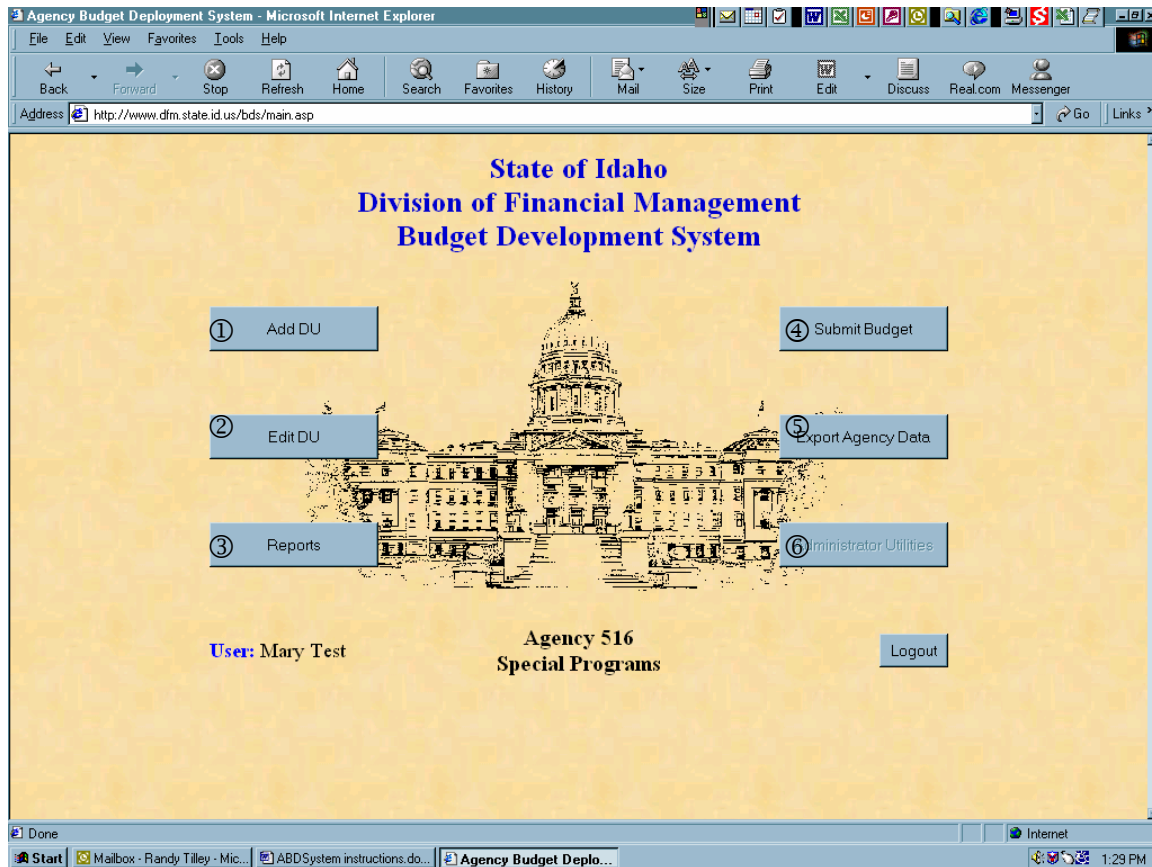 Agency Budget Deployment System - Microsoft Internet Explorer
File Edit View Favorites Tools Help
Back Forward Stop Refresh Home Search Favorites History Mail Size Print Edit Discuss Real.com Messenger
Address http://www.dfm.state.id.us/bds/main.asp Go Links
State of Idaho
Division of Financial Management
Budget Development System
① Add DU ④ Submit Budget
② Edit DU ⑤ Export Agency Data
③ Reports ⑥ Administrator Utilities
User: Mary Test
Agency 516
Special Programs
Logout
Done Internet
Start Mailbox - Randy Tilley - Mic... ABDSystem instructions.do... Agency Budget Deplo... 1:29 PM